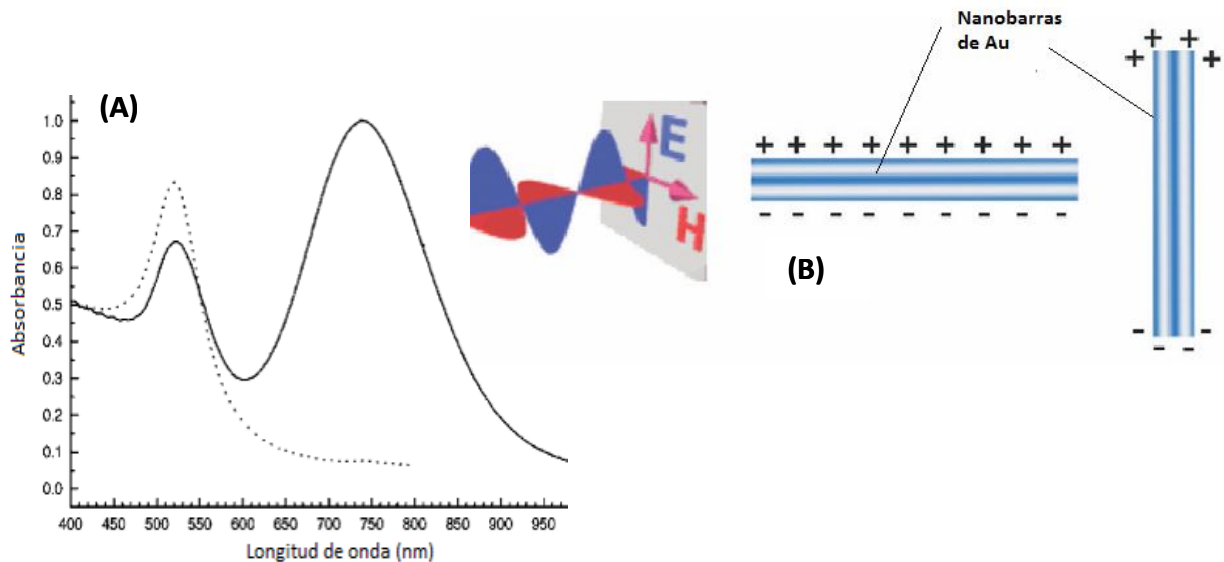 (A)
Absorbancia
1.0
0.9
0.8
0.7
0.6
0.5
0.4
0.3
0.2
0.1
0.0
400 450 500 550 600 650 700 750 800 850 900 950
Longitud de onda (nm)
E
H
Nanobarras
de Au
+ + + + + + + + +
- - - - - - - - -
(B)
+ + + +
- - - -